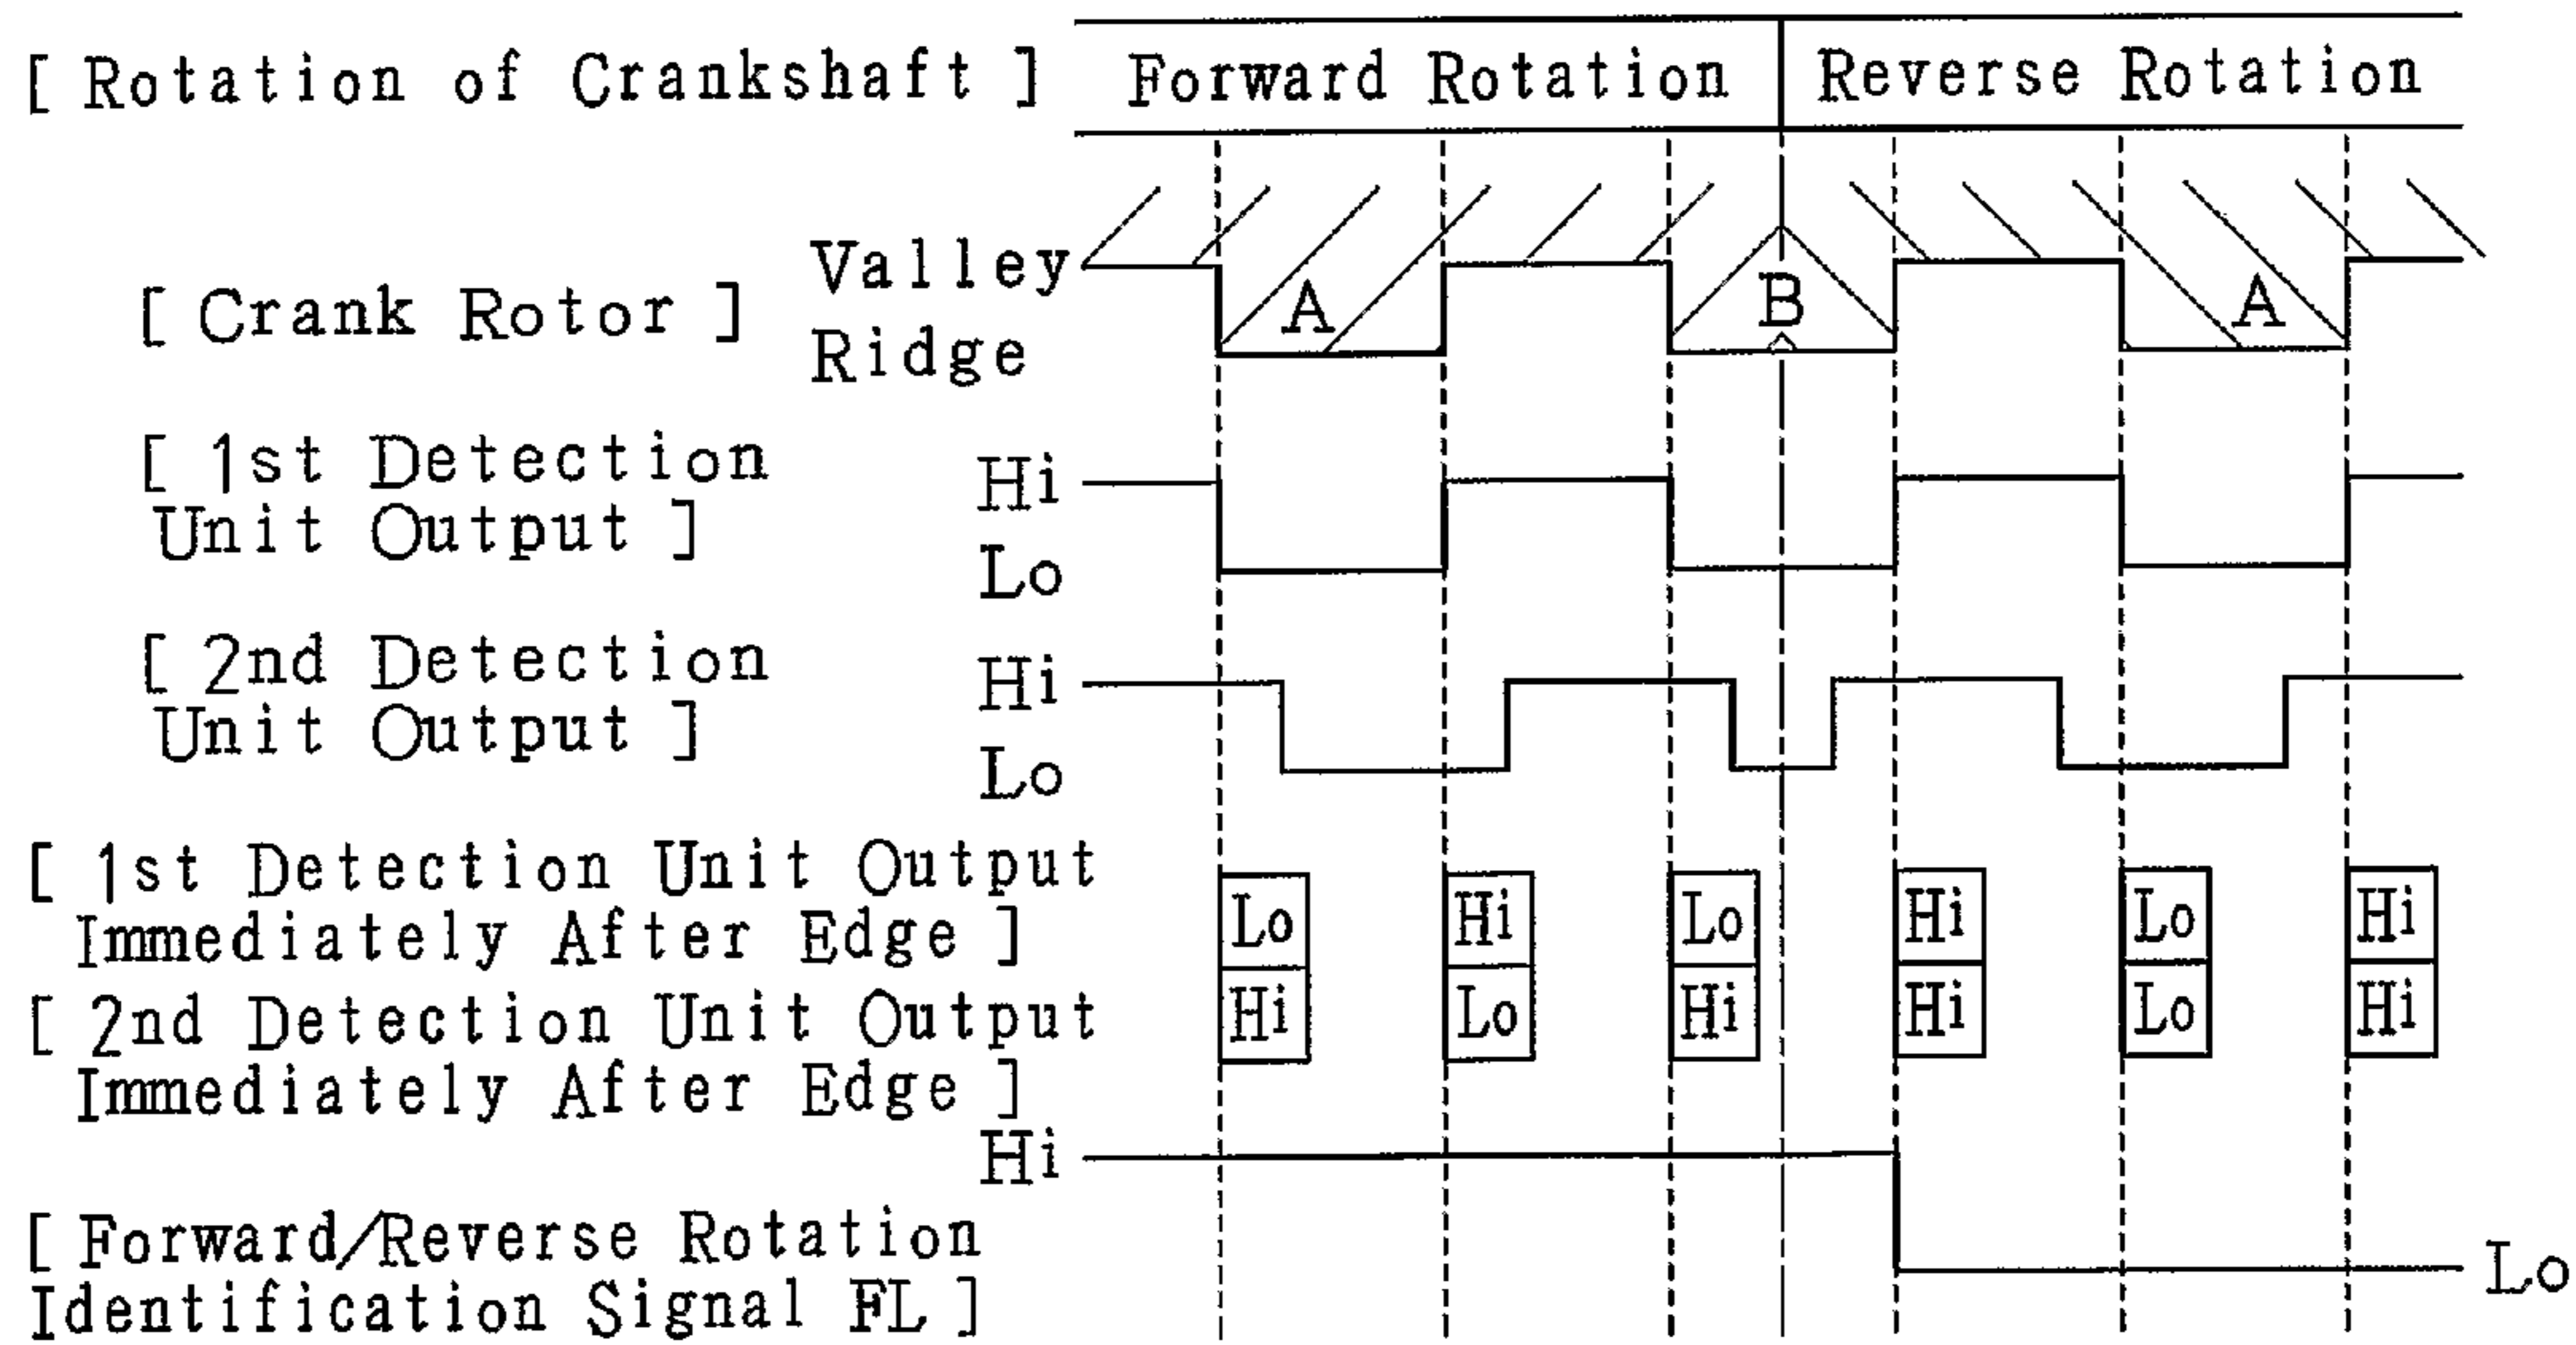 [ Rotation of Crankshaft ] Forward Rotation Reverse Rotation
Valley
[ Crank Rotor ] A B A
Ridge
[ 1st Detection Hi
Unit Output ]
Lo
[ 2nd Detection Hi
Unit Output ]
Lo
[ 1st Detection Unit Output
Immediately After Edge ]
Lo Hi Lo Hi Lo Hi
[ 2nd Detection Unit Output
Immediately After Edge ]
Hi Lo Hi Hi Lo Hi
Hi
[ Forward/Reverse Rotation
Identification Signal FL ]
Lo